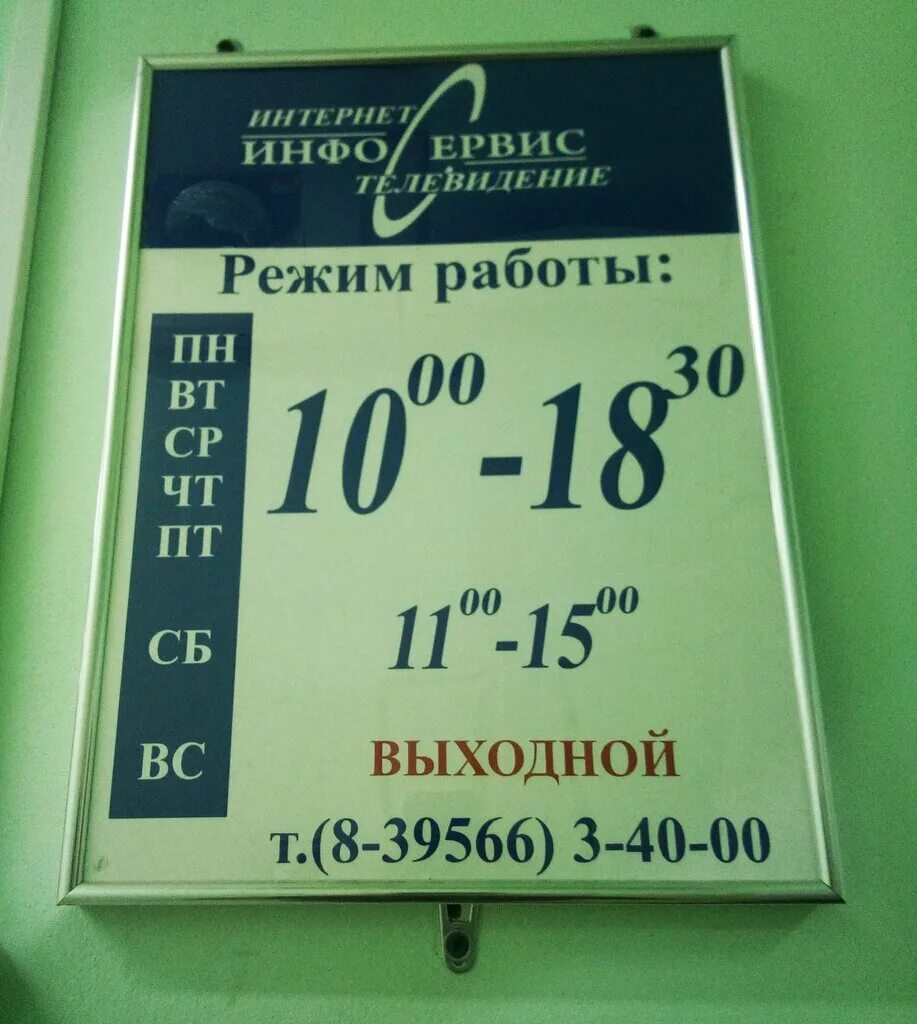 ИНТЕРНЕТ
ИНФОСЕРВИС
ТЕЛЕВИДЕНИЕ
Режим работы:
ПН
ВТ
СР
ЧТ
ПТ
10⁰⁰-18³⁰
СБ 11⁰⁰-15⁰⁰
ВС ВЫХОДНОЙ
т.(8-39566) 3-40-00